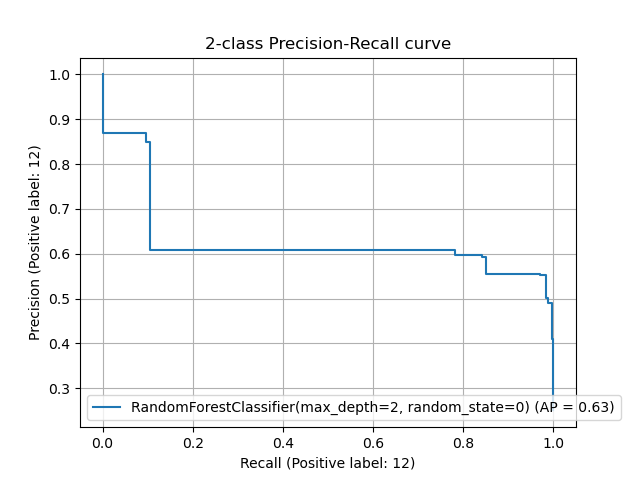 2-class Precision-Recall curve
1.0
0.9
0.8
0.7
0.6
0.5
0.4
0.3
Precision (Positive label: 12)
RandomForestClassifier(max_depth=2, random_state=0) (AP = 0.63)
0.0 0.2 0.4 0.6 0.8 1.0
Recall (Positive label: 12)